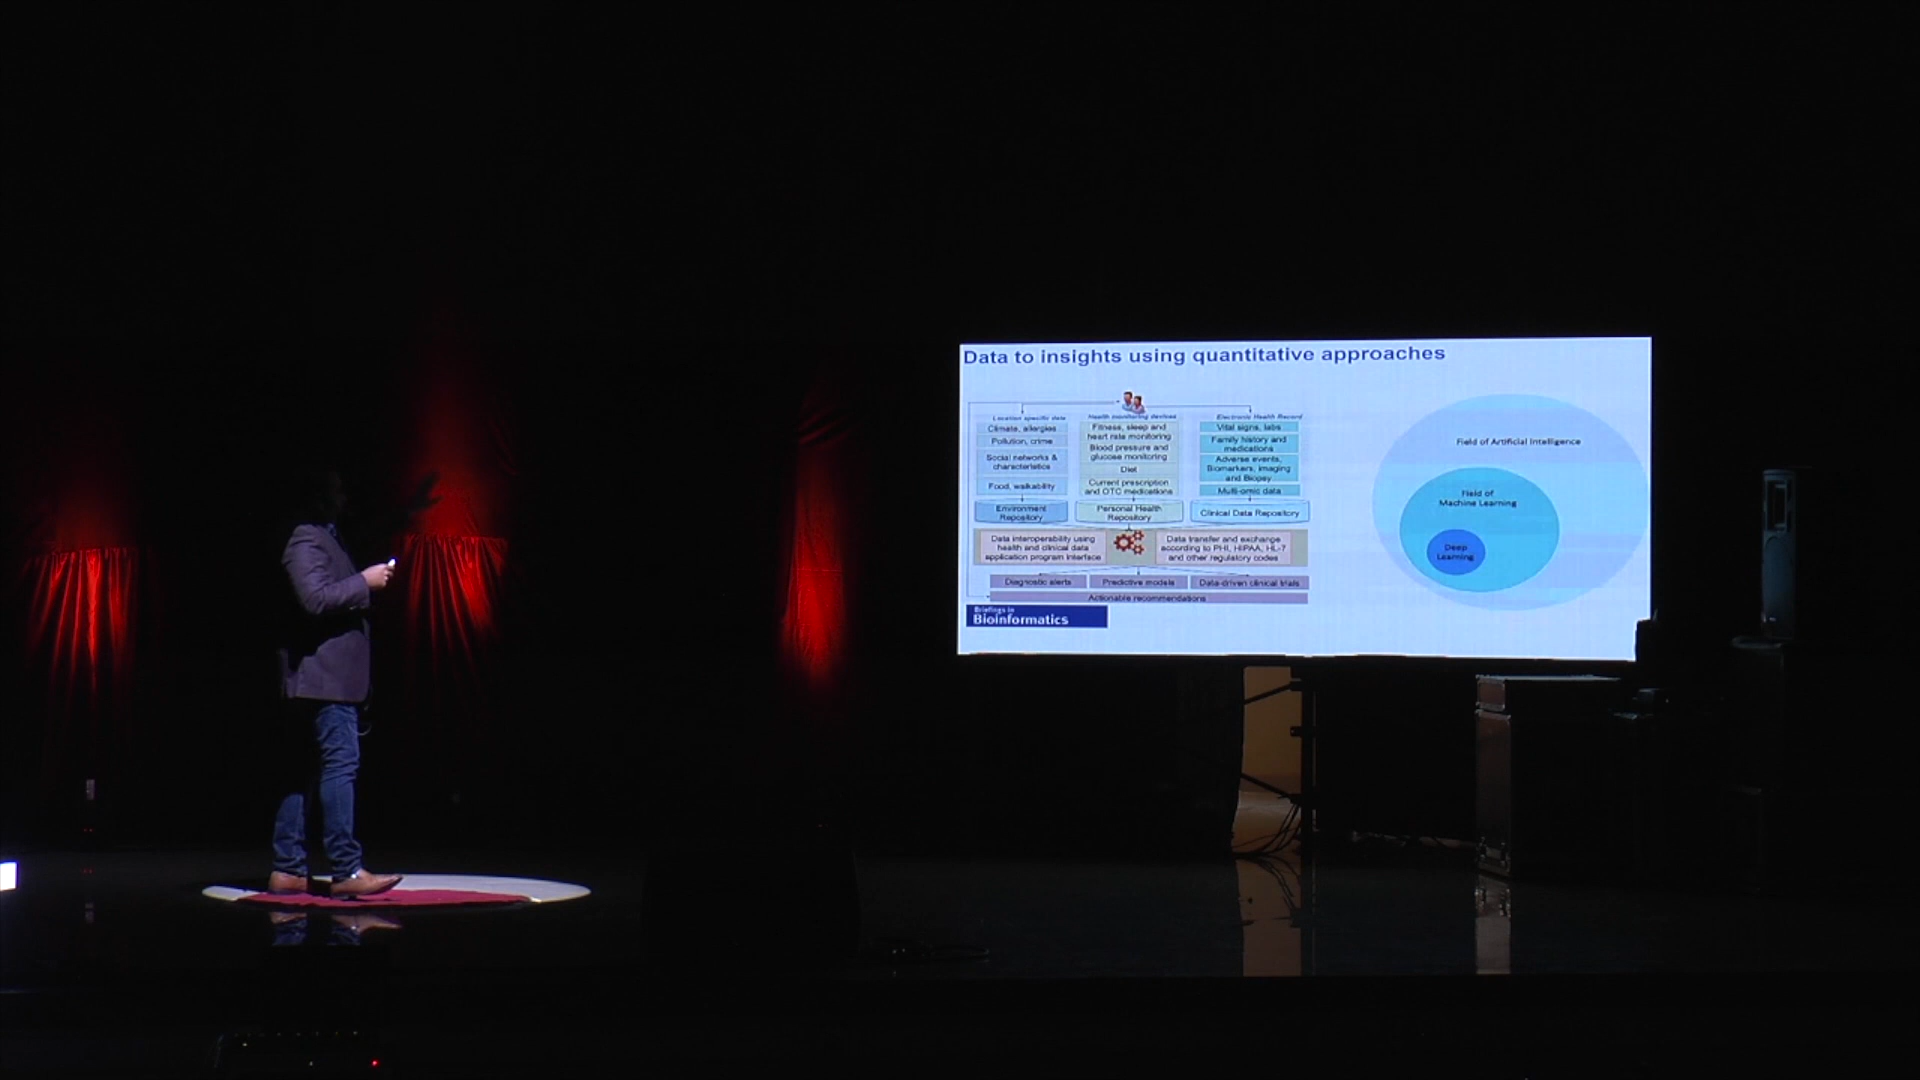 Data to insights using quantitative approaches
Location specific data
Climate, allergies
Pollution, crime
Social networks &
characteristics
Food, walkability
Environment
Repository
Health monitoring devices
Fitness, sleep and
heart rate monitoring
Blood pressure and
glucose monitoring
Diet
Current prescription
and OTC medications
Personal Health
Repository
Electronic Health Record
Vital signs, labs
Family history and
medications
Adverse events,
Biomarkers, imaging
and Biopsy
Multi-omic data
Clinical Data Repository
Data interoperability using
health and clinical data
application program interface
Data transfer and exchange
according to PHI, HIPAA, HL-7
and other regulatory codes
Diagnostic alerts
Predictive models
Data-driven clinical trials
Actionable recommendations
Briefings in
Bioinformatics
Field of Artificial Intelligence
Field of
Machine Learning
Deep
Learning